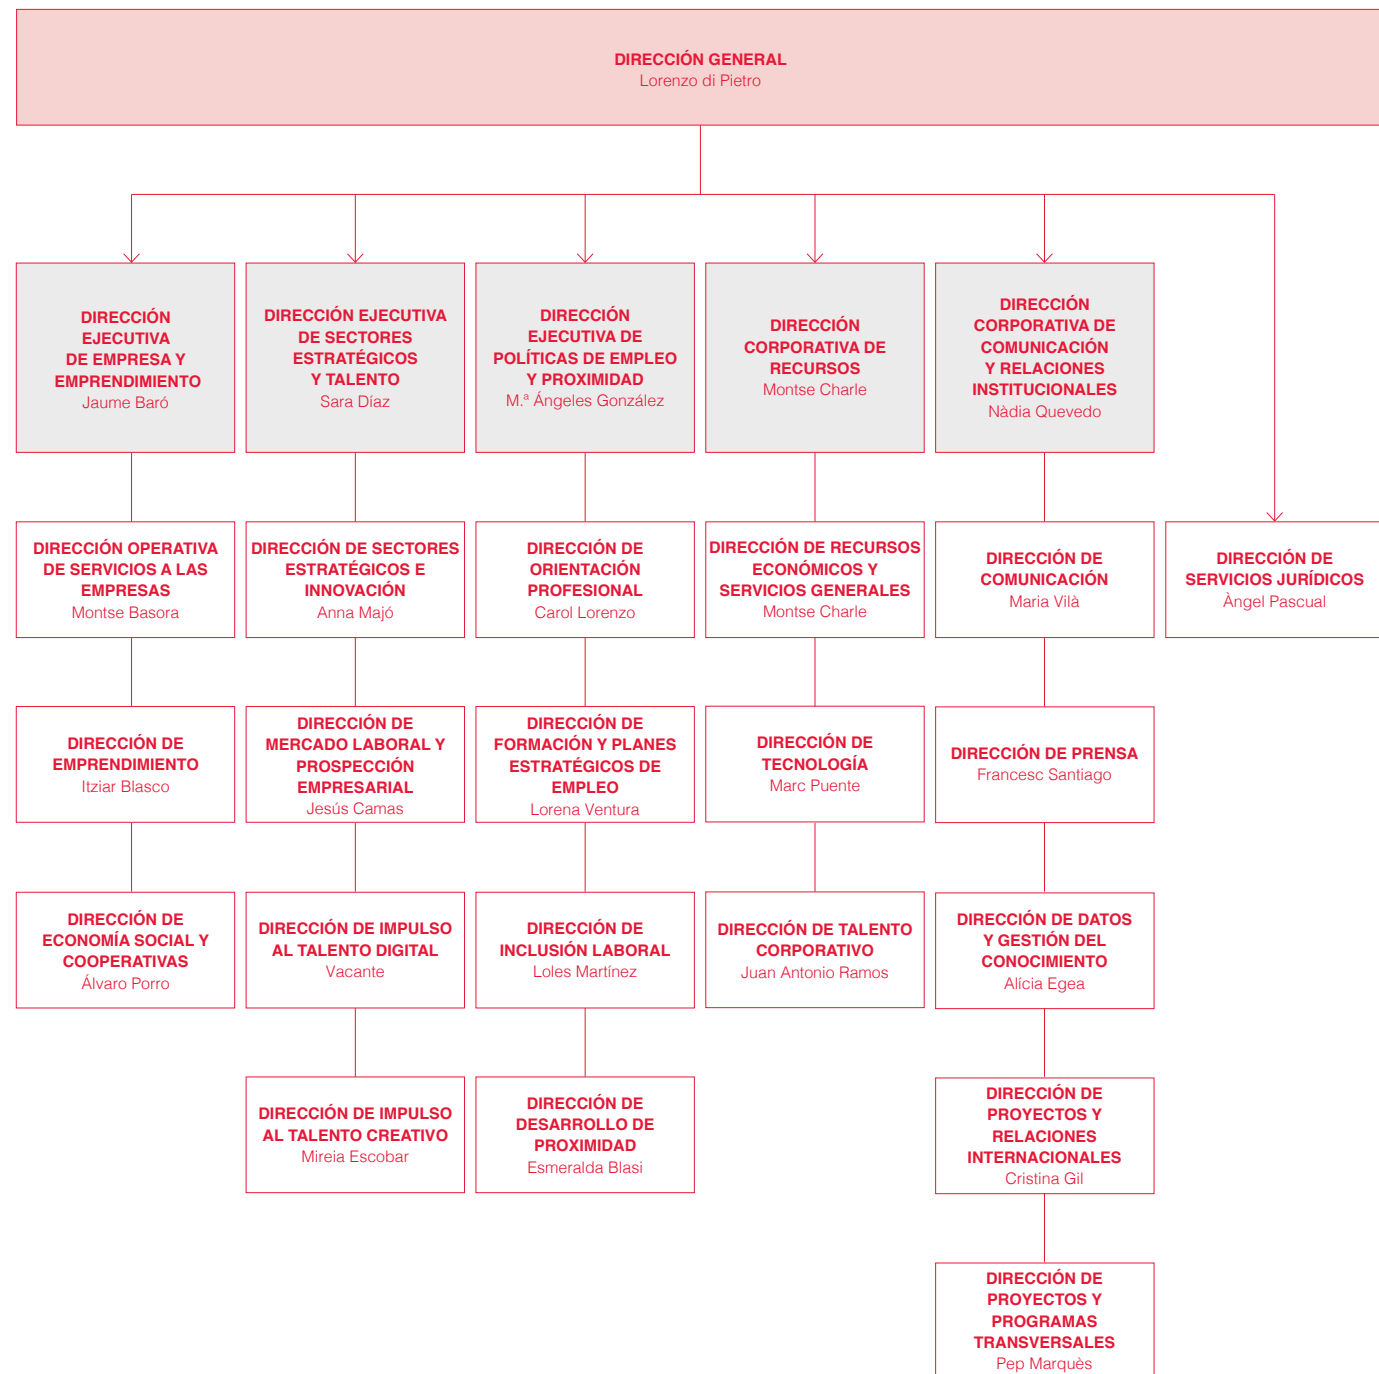 DIRECCIÓN GENERAL
Lorenzo di Pietro
DIRECCIÓN
EJECUTIVA
DE EMPRESA Y
EMPRENDIMIENTO
Jaume Baró
DIRECCIÓN EJECUTIVA
DE SECTORES
ESTRATÉGICOS
Y TALENTO
Sara Díaz
DIRECCIÓN
EJECUTIVA DE
POLÍTICAS DE EMPLEO
Y PROXIMIDAD
M.ª Ángeles González
DIRECCIÓN
CORPORATIVA DE
RECURSOS
Montse Charle
DIRECCIÓN
CORPORATIVA DE
COMUNICACIÓN
Y RELACIONES
INSTITUCIONALES
Nàdia Quevedo
DIRECCIÓN OPERATIVA
DE SERVICIOS A LAS
EMPRESAS
Montse Basora
DIRECCIÓN DE SECTORES
ESTRATÉGICOS E
INNOVACIÓN
Anna Majó
DIRECCIÓN DE
ORIENTACIÓN
PROFESIONAL
Carol Lorenzo
DIRECCIÓN DE RECURSOS
ECONÓMICOS Y
SERVICIOS GENERALES
Montse Charle
DIRECCIÓN DE
COMUNICACIÓN
Maria Vilà
DIRECCIÓN DE
SERVICIOS JURÍDICOS
Àngel Pascual
DIRECCIÓN DE
EMPRENDIMIENTO
Itziar Blasco
DIRECCIÓN DE
MERCADO LABORAL Y
PROSPECCIÓN
EMPRESARIAL
Jesús Camas
DIRECCIÓN DE
FORMACIÓN Y PLANES
ESTRATÉGICOS DE
EMPLEO
Lorena Ventura
DIRECCIÓN DE
TECNOLOGÍA
Marc Puente
DIRECCIÓN DE PRENSA
Francesc Santiago
DIRECCIÓN DE
ECONOMÍA SOCIAL Y
COOPERATIVAS
Álvaro Porro
DIRECCIÓN DE IMPULSO
AL TALENTO DIGITAL
Vacante
DIRECCIÓN DE
INCLUSIÓN LABORAL
Loles Martínez
DIRECCIÓN DE TALENTO
CORPORATIVO
Juan Antonio Ramos
DIRECCIÓN DE DATOS
Y GESTIÓN DEL
CONOCIMIENTO
Alícia Egea
DIRECCIÓN DE IMPULSO
AL TALENTO CREATIVO
Mireia Escobar
DIRECCIÓN DE
DESARROLLO DE
PROXIMIDAD
Esmeralda Blasi
DIRECCIÓN DE
PROYECTOS Y
RELACIONES
INTERNACIONALES
Cristina Gil
DIRECCIÓN DE
PROYECTOS Y
PROGRAMAS
TRANSVERSALES
Pep Marquès